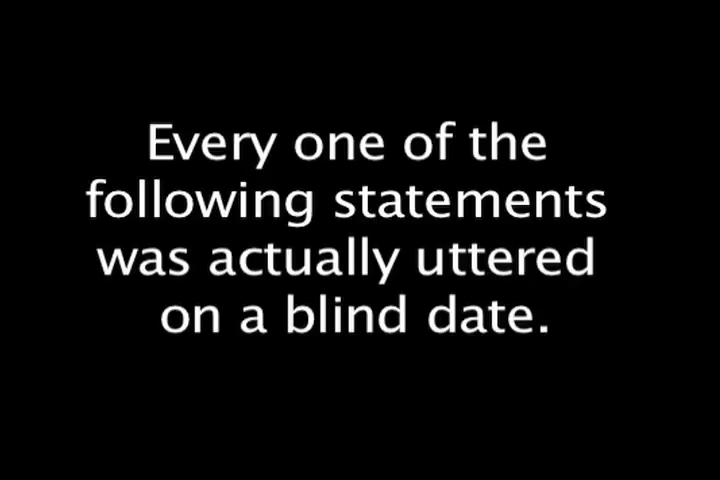 Every one of the
following statements
was actually uttered
on a blind date.